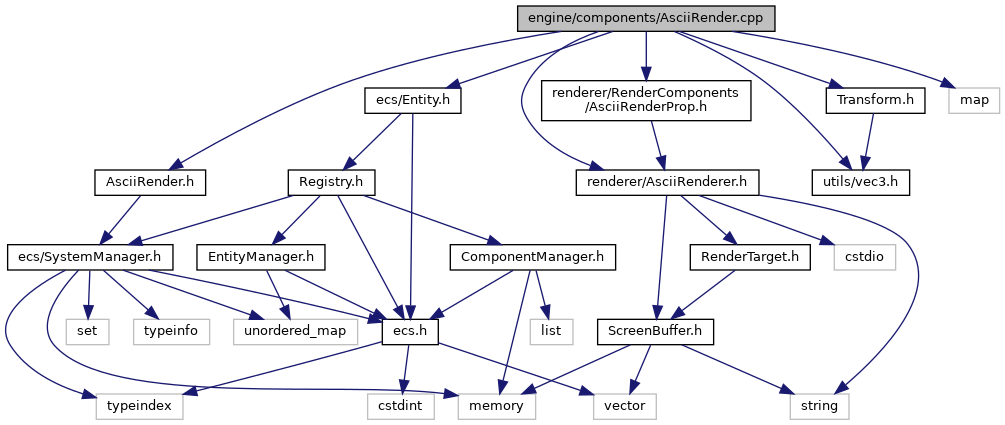 engine/components/AsciiRender.cpp
ecs/Entity.h
renderer/RenderComponents
/AsciiRenderProp.h
Transform.h
map
AsciiRender.h
Registry.h
renderer/AsciiRenderer.h
utils/vec3.h
ecs/SystemManager.h
EntityManager.h
ComponentManager.h
RenderTarget.h
cstdio
set
typeinfo
unordered_map
ecs.h
list
ScreenBuffer.h
typeindex
cstdint
memory
vector
string